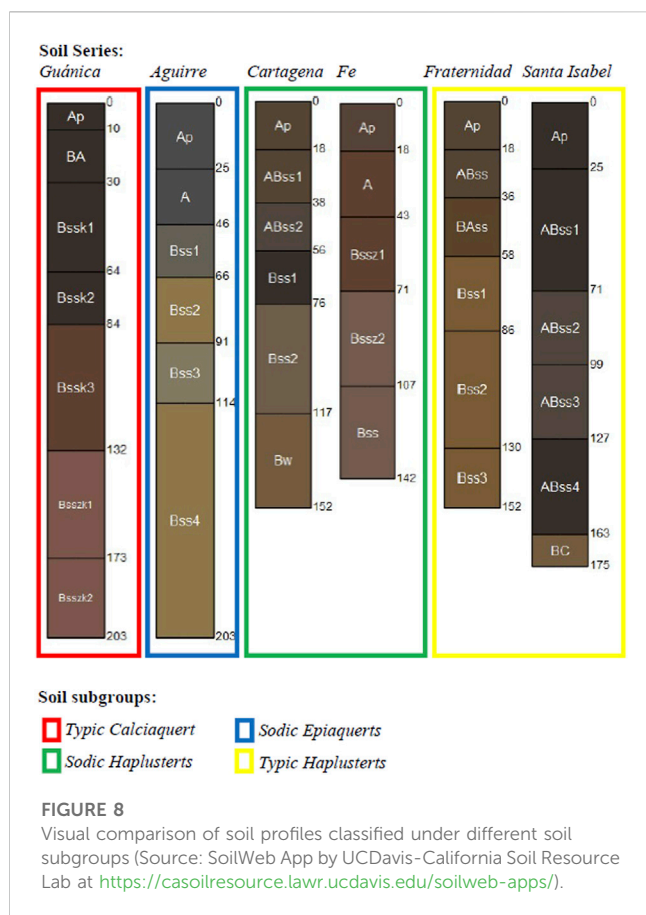 Soil Series:
Guánica Aguirre Cartagena Fe Fraternidad Santa Isabel
0
Ap
10
BA
30
Bssk1
64
Bssk2
84
Bssk3
132
Bsszk1
173
Bsszk2
203
0
Ap
25
A
46
Bss1
66
Bss2
91
Bss3
114
Bss4
203
0
Ap
18
ABss1
38
ABss2
56
Bss1
76
Bss2
117
Bw
152
0
Ap
18
A
43
Bssz1
71
Bssz2
107
Bss
142
0
Ap
18
ABss
36
BAss
58
Bss1
86
Bss2
130
Bss3
152
0
Ap
25
ABss1
71
ABss2
99
ABss3
127
ABss4
163
BC
175
Soil subgroups:
Typic Calciaquert Sodic Epiaquerts
Sodic Haplusterts Typic Haplusterts
FIGURE 8
Visual comparison of soil profiles classified under different soil
subgroups (Source: SoilWeb App by UCDavis-California Soil Resource
Lab at https://casoilresource.lawr.ucdavis.edu/soilweb-apps/).